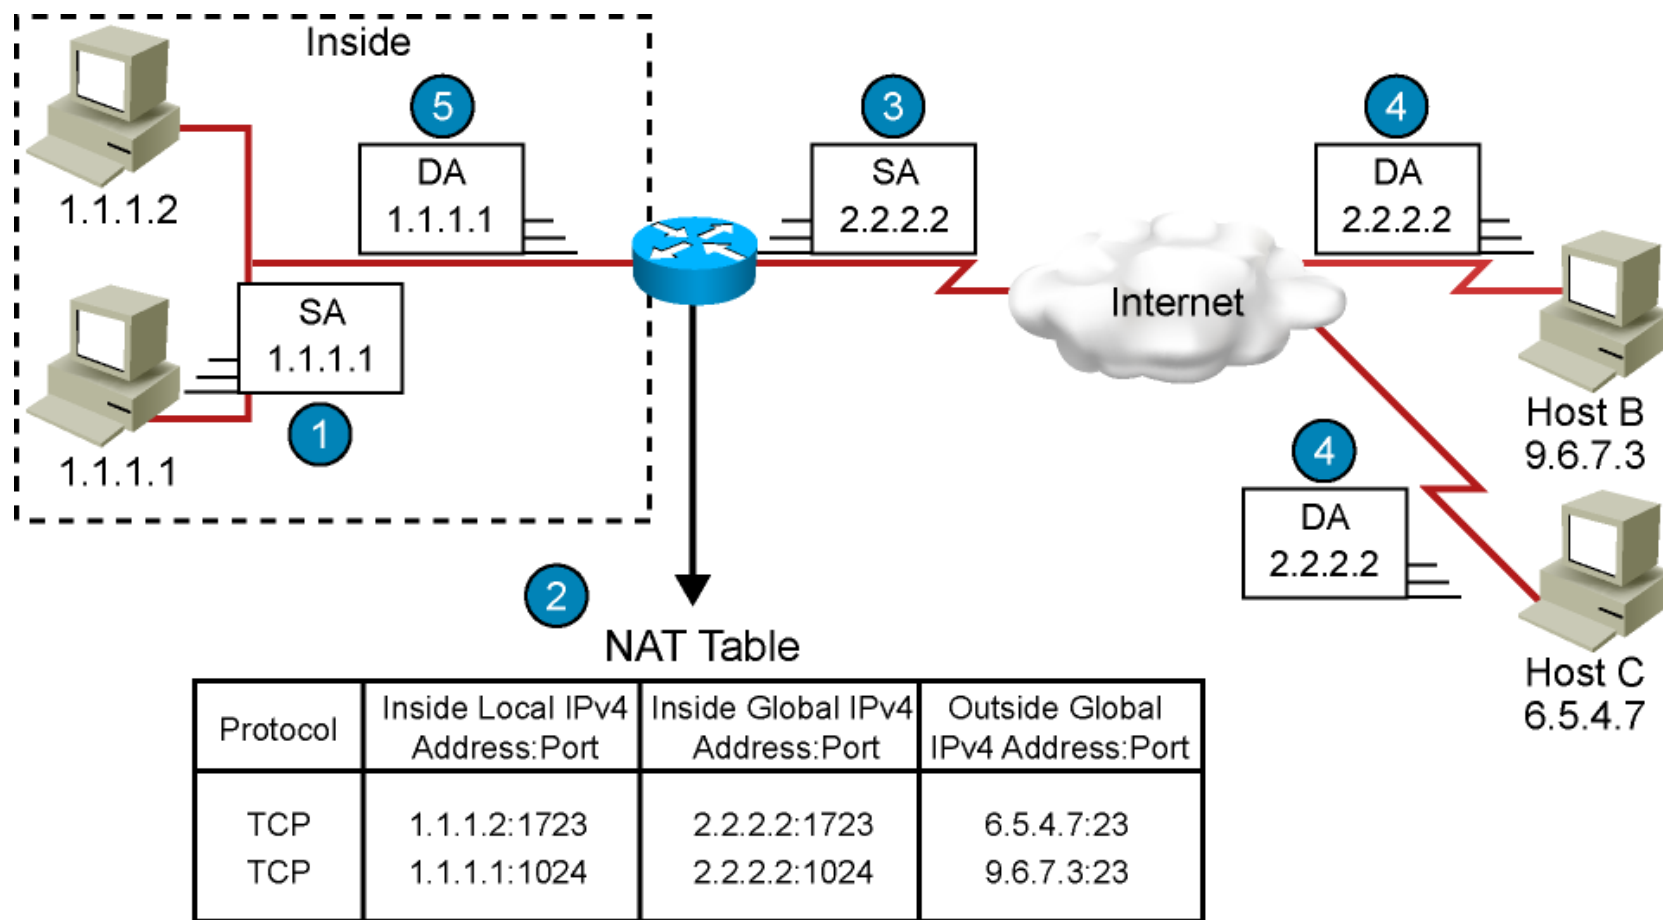 Inside
5
3
4
DA
1.1.1.1
SA
2.2.2.2
DA
2.2.2.2
1.1.1.2
Internet
SA
1.1.1.1
1
1.1.1.1
Host B
9.6.7.3
4
DA
2.2.2.2
Host C
6.5.4.7
2
NAT Table
Protocol
Inside Local IPv4
Address:Port
Inside Global IPv4
Address:Port
Outside Global
IPv4 Address:Port
TCP 1.1.1.2:1723 2.2.2.2:1723 6.5.4.7:23
TCP 1.1.1.1:1024 2.2.2.2:1024 9.6.7.3:23